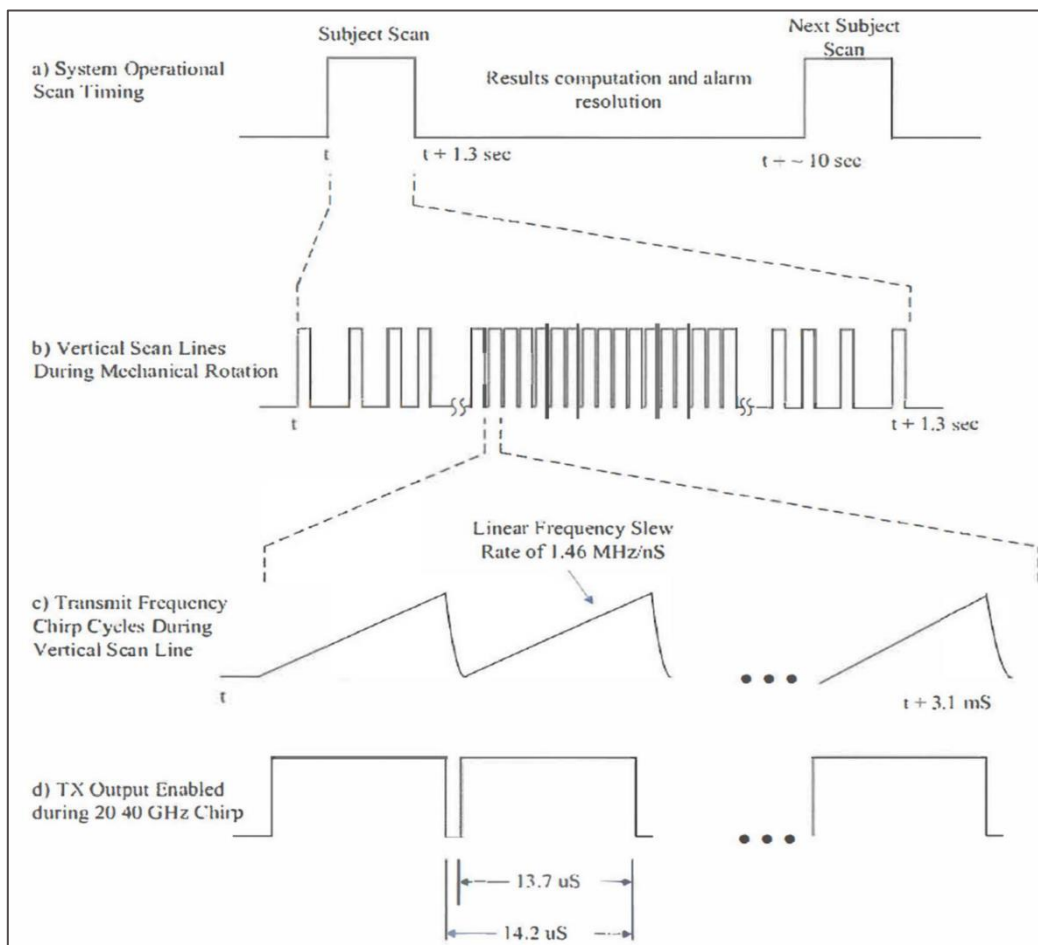 Subject Scan
Next Subject
Scan
a) System Operational
Scan Timing
Results computation and alarm
resolution
t
t + 1.3 sec
t + ~ 10 sec
b) Vertical Scan Lines
During Mechanical Rotation
t
t + 1.3 sec
Linear Frequency Slew
Rate of 1.46 MHz/nS
c) Transmit Frequency
Chirp Cycles During
Vertical Scan Line
t
t + 3.1 mS
d) TX Output Enabled
during 20 40 GHz Chirp
13.7 uS
14.2 uS